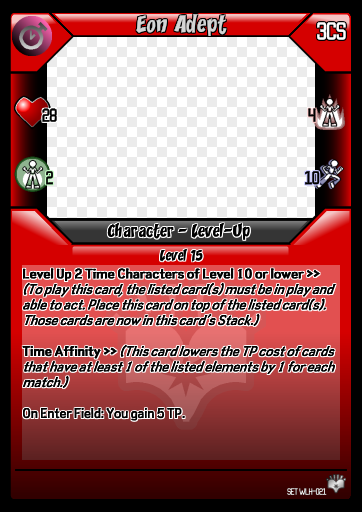 Eon Adept
3CS
28
4
2
10
Character - Level-Up
Level 15
Level Up 2 Time Characters of Level 10 or lower >>
(To play this card, the listed card(s) must be in play and
able to act. Place this card on top of the listed card(s).
Those cards are now in this card's Stack.)
Time Affinity >> (This card lowers the TP cost of cards
that have at least 1 of the listed elements by 1 for each
match.)
On Enter Field: You gain 5 TP.
SET WLH-021